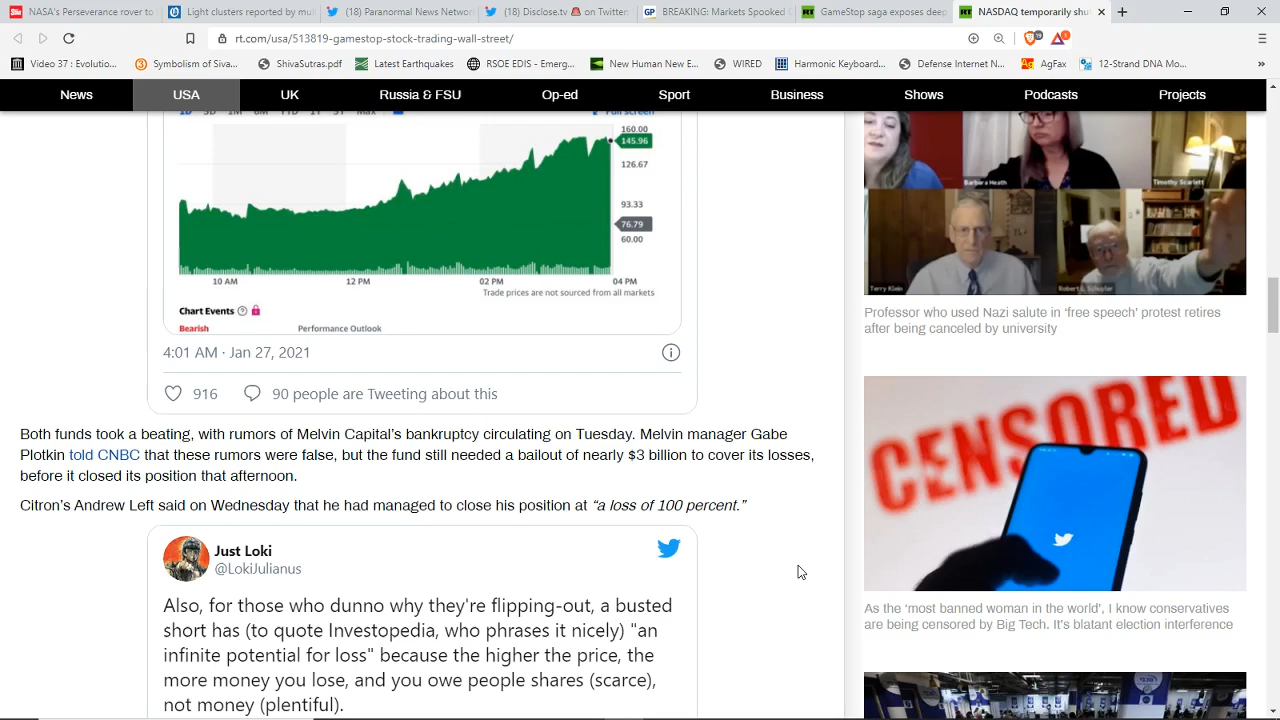 NASA's Perseverance rover to
Light clusters reported by mul
(18) Paranormal News Network
(18) Disclose.tv on Twitter
BREAKING: Markets Spooked
GameStop saga exposes deep
NASDAQ temporarily shu
rt.com/usa/513819-gamestop-stock-trading-wall-street/
Video 37 : Evolutio...
Symbolism of Siva...
ShivaSutras.pdf
Latest Earthquakes
RSOE EDIS - Emerg...
New Human New E...
WIRED
Harmonic Keyboard...
Defense Internet N...
AgFax
12-Strand DNA Mo...
News
USA
UK
Russia & FSU
Op-ed
Sport
Business
Shows
Podcasts
Projects
1D 5D 1M 6M YTD 1Y 5Y Max
Full screen
160.00
145.96
126.67
93.33
76.79
60.00
10 AM
12 PM
02 PM
04 PM
Trade prices are not sourced from all markets
Chart Events
Bearish
Performance Outlook
4:01 AM · Jan 27, 2021
916
90 people are Tweeting about this
Both funds took a beating, with rumors of Melvin Capital's bankruptcy circulating on Tuesday. Melvin manager Gabe
Plotkin told CNBC that these rumors were false, but the fund still needed a bailout of nearly $3 billion to cover its losses,
before it closed its position that afternoon.
Citron's Andrew Left said on Wednesday that he had managed to close his position at “a loss of 100 percent.”
Just Loki
@LokiJulianus
Also, for those who dunno why they're flipping-out, a busted
short has (to quote Investopedia, who phrases it nicely) "an
infinite potential for loss" because the higher the price, the
more money you lose, and you owe people shares (scarce),
not money (plentiful).
Barbara Heath
Timothy Scarlett
Terry Klein
Professor who used Nazi salute in ‘free speech’ protest retires
after being canceled by university
CENSORED
As the ‘most banned woman in the world’, I know conservatives
are being censored by Big Tech. It's blatant election interference